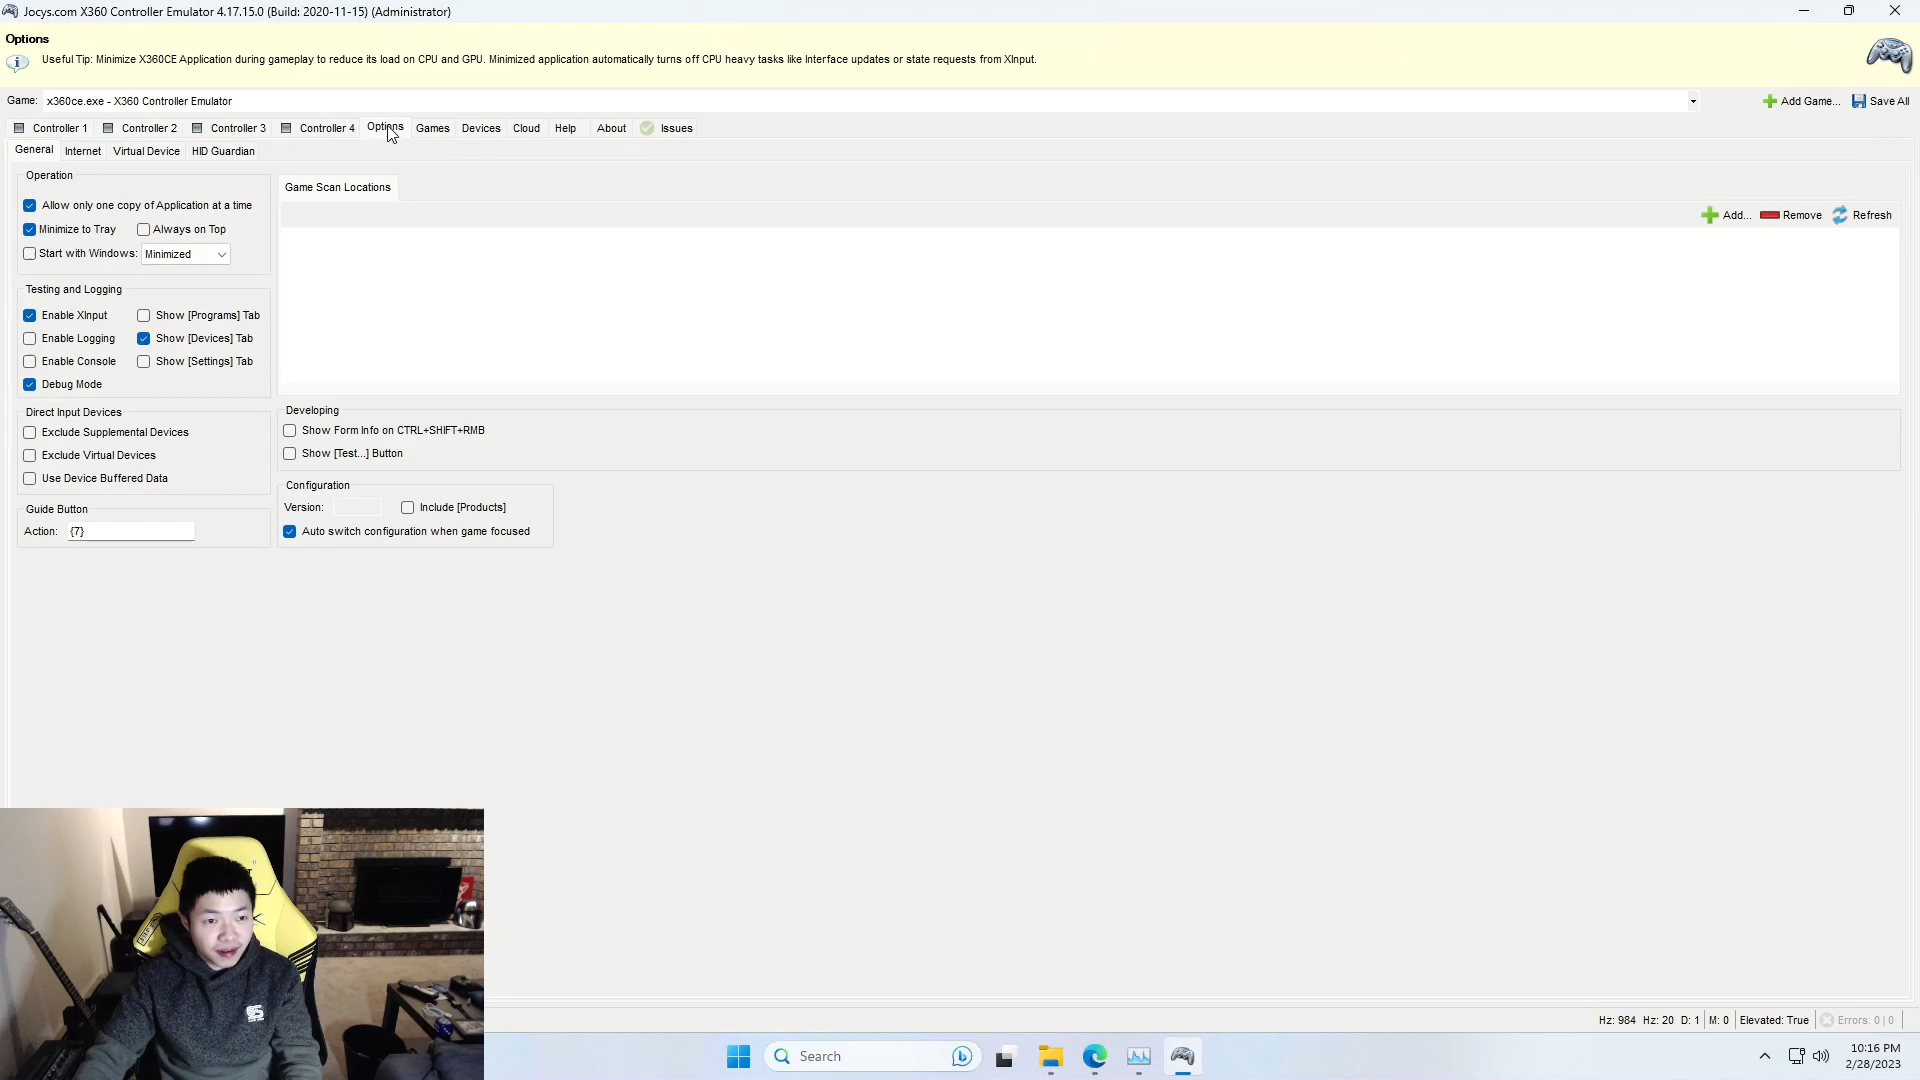 Jocys.com X360 Controller Emulator 4.17.15.0 (Build: 2020-11-15) (Administrator)
Options
Useful Tip: Minimize X360CE Application during gameplay to reduce its load on CPU and GPU. Minimized application automatically turns off CPU heavy tasks like Interface updates or state requests from XInput.
Game: x360ce.exe - X360 Controller Emulator Add Game... Save All
Controller 1 Controller 2 Controller 3 Controller 4 Options Games Devices Cloud Help About Issues
General Internet Virtual Device HID Guardian
Operation
Allow only one copy of Application at a time
Minimize to Tray Always on Top
Start with Windows: Minimized
Game Scan Locations
Add... Remove Refresh
Testing and Logging
Enable XInput Show [Programs] Tab
Enable Logging Show [Devices] Tab
Enable Console Show [Settings] Tab
Debug Mode
Direct Input Devices
Exclude Supplemental Devices
Exclude Virtual Devices
Use Device Buffered Data
Guide Button
Action: {7}
Developing
Show Form Info on CTRL+SHIFT+RMB
Show [Test...] Button
Configuration
Version: Include [Products]
Auto switch configuration when game focused
Hz: 984 Hz: 20 D: 1 M: 0 Elevated: True Errors: 0 | 0
Search
10:16 PM
2/28/2023